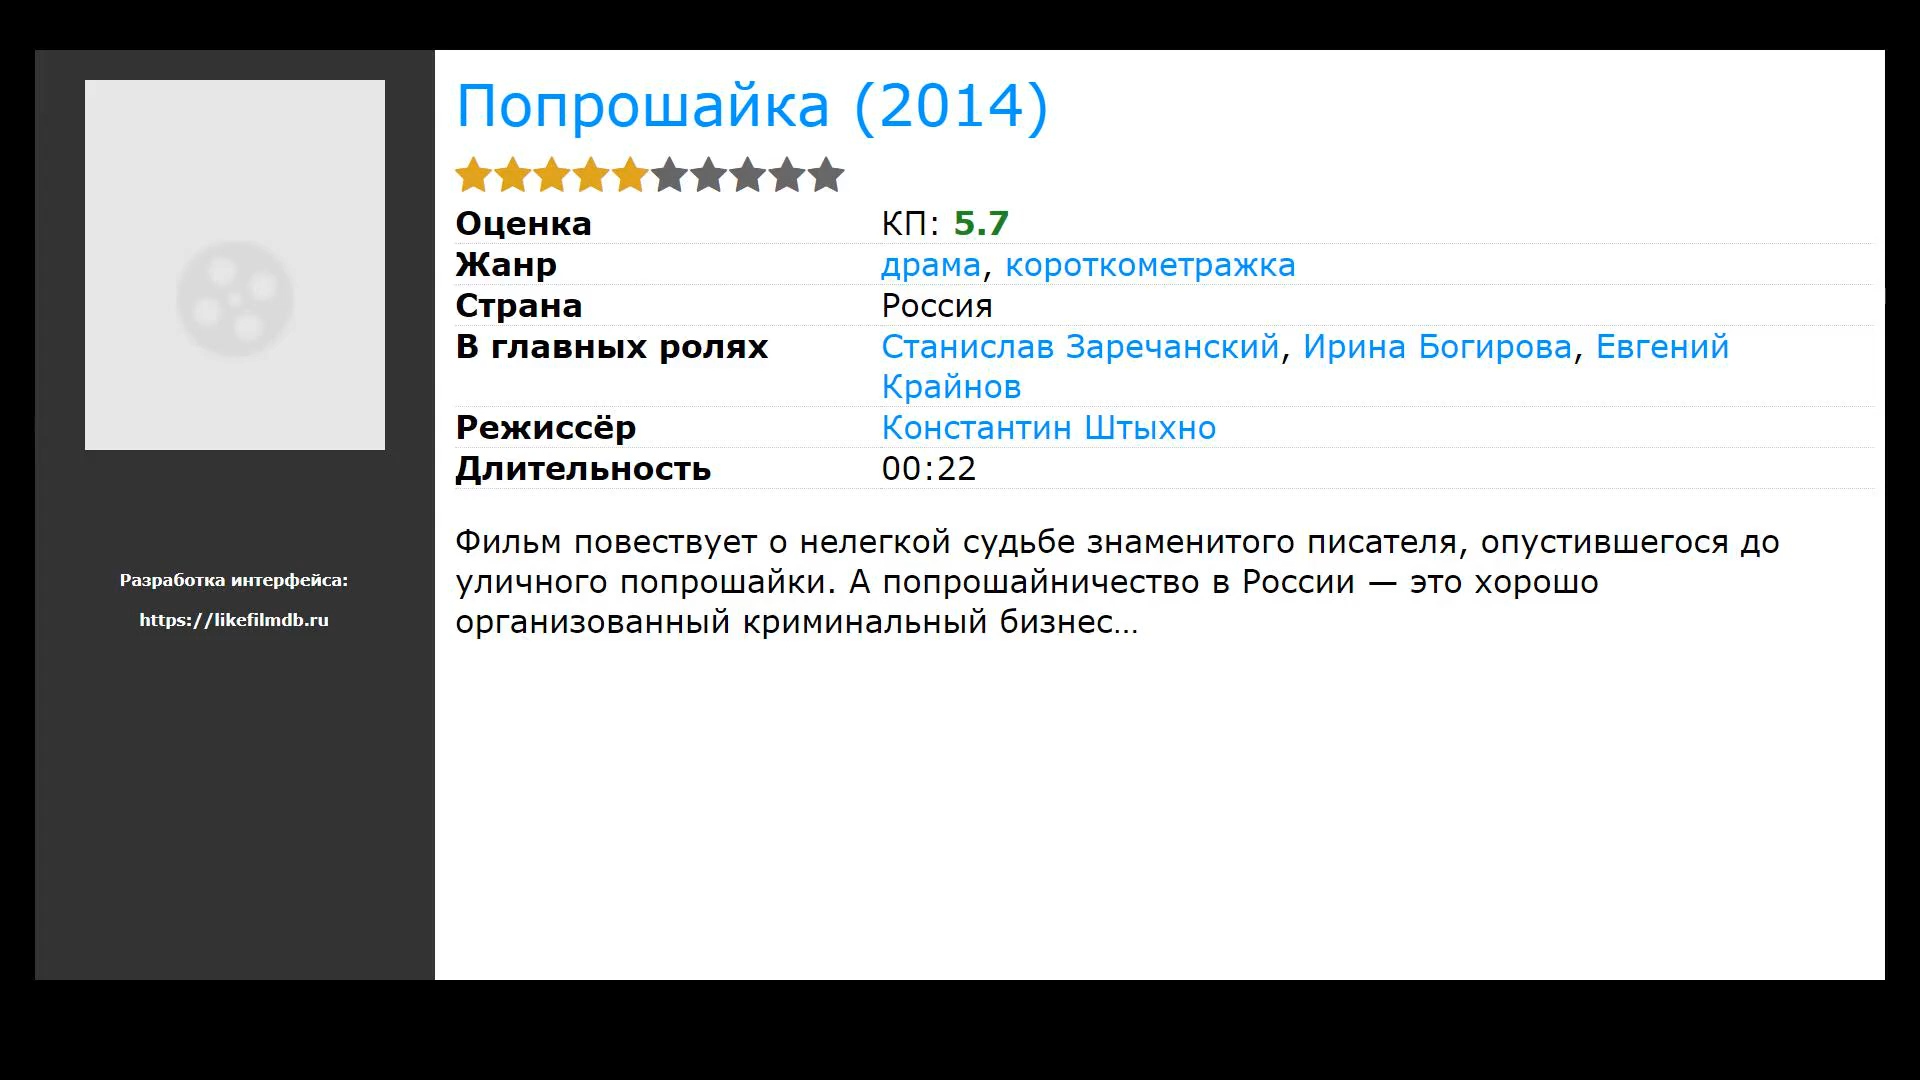 Попрошайка (2014)
Оценка КП: 5.7
Жанр драма, короткометражка
Страна Россия
В главных ролях Станислав Заречанский, Ирина Богирова, Евгений
Крайнов
Режиссёр Константин Штыхно
Длительность 00:22
Фильм повествует о нелегкой судьбе знаменитого писателя, опустившегося до
уличного попрошайки. А попрошайничество в России — это хорошо
организованный криминальный бизнес...
Разработка интерфейса:
https://likefilmdb.ru